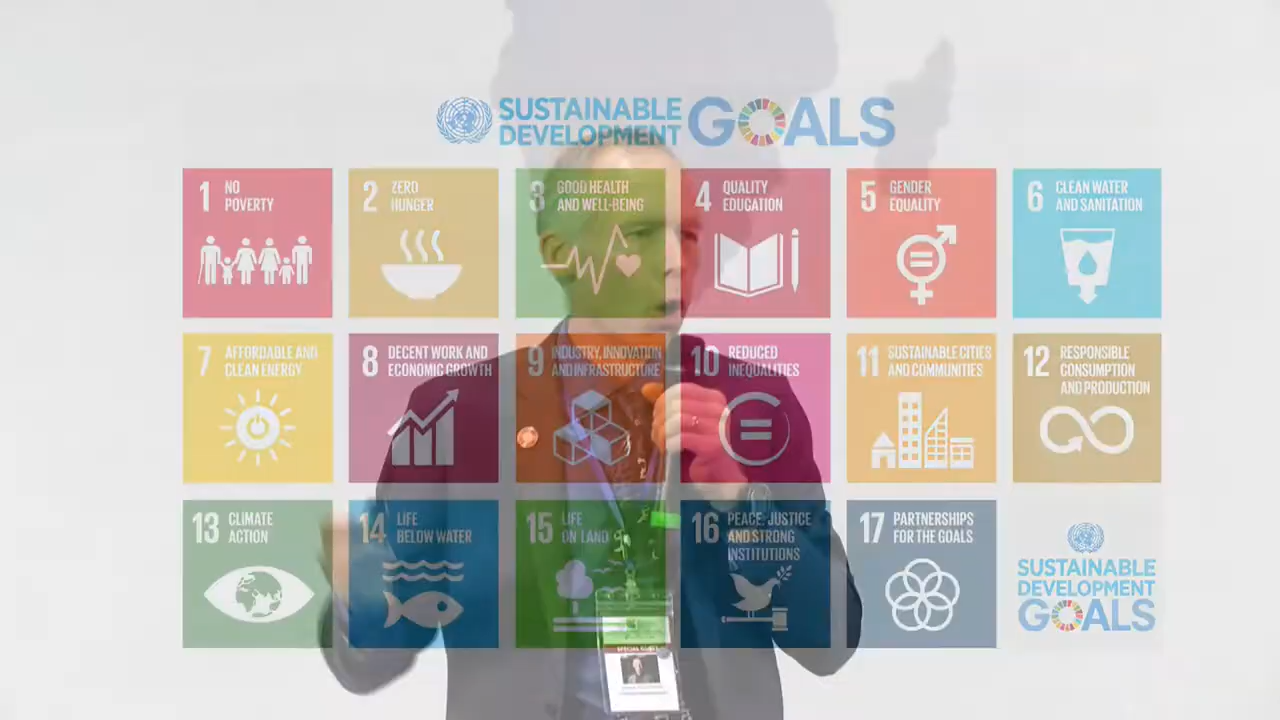 SUSTAINABLE
DEVELOPMENT
GOALS
1 NO
POVERTY
2 ZERO
HUNGER
3 GOOD HEALTH
AND WELL-BEING
4 QUALITY
EDUCATION
5 GENDER
EQUALITY
6 CLEAN WATER
AND SANITATION
7 AFFORDABLE AND
CLEAN ENERGY
8 DECENT WORK AND
ECONOMIC GROWTH
9 INDUSTRY, INNOVATION
AND INFRASTRUCTURE
10 REDUCED
INEQUALITIES
11 SUSTAINABLE CITIES
AND COMMUNITIES
12 RESPONSIBLE
CONSUMPTION
AND PRODUCTION
13 CLIMATE
ACTION
14 LIFE
BELOW WATER
15 LIFE
ON LAND
16 PEACE, JUSTICE
AND STRONG
INSTITUTIONS
17 PARTNERSHIPS
FOR THE GOALS
SUSTAINABLE
DEVELOPMENT
GOALS
SPECIAL GUEST